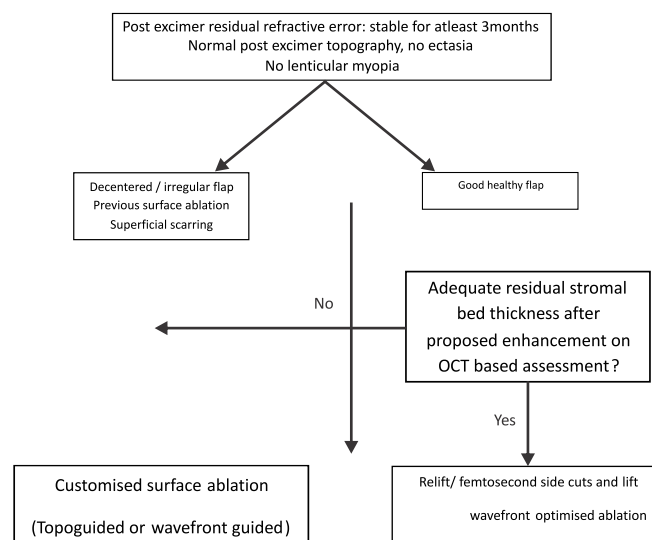 Post excimer residual refractive error: stable for atleast 3months
Normal post excimer topography, no ectasia
No lenticular myopia
Decentered / irregular flap
Previous surface ablation
Superficial scarring
Good healthy flap
Adequate residual stromal
bed thickness after
proposed enhancement on
OCT based assessment?
No
Yes
Customised surface ablation
(Topoguided or wavefront guided)
Relift/ femtosecond side cuts and lift
wavefront optimised ablation